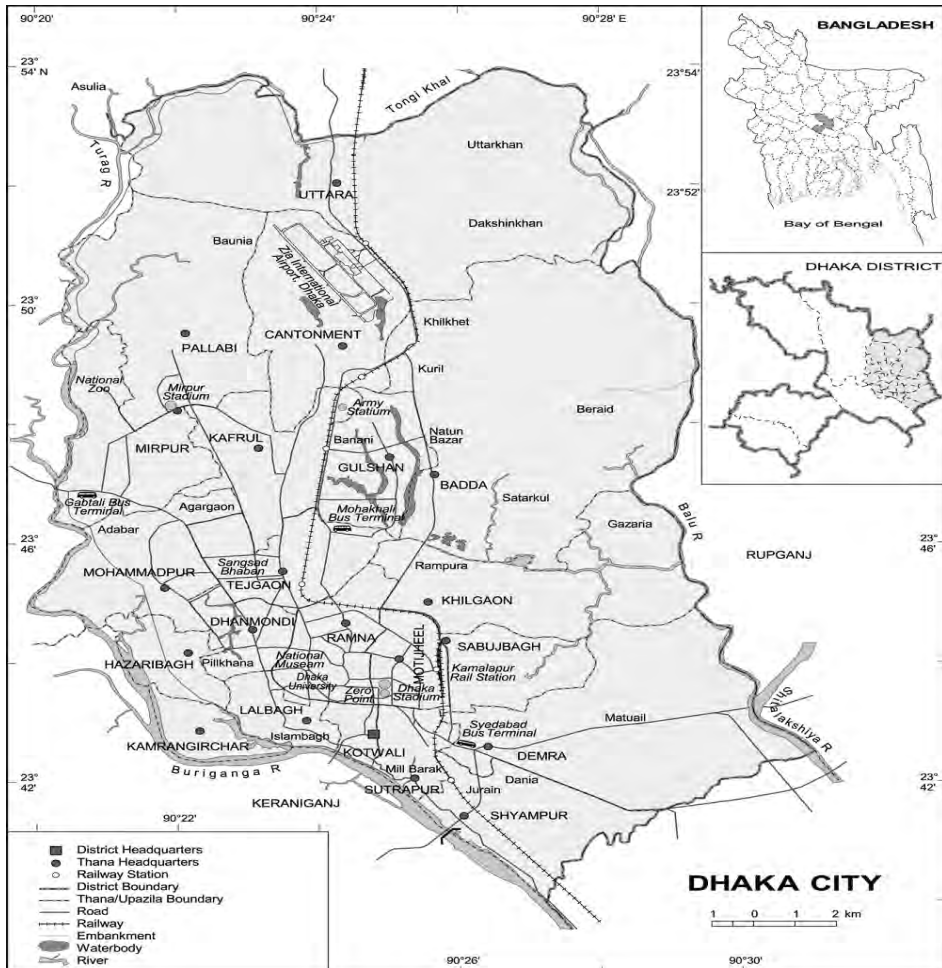 90°20'
90°24'
90°28' E
23°
54' N
23°54'
BANGLADESH
Bay of Bengal
Asulia
Tongi Khal
Turag R
Uttarkhan
UTTARA
23°52'
Dakshinkhan
Baunia
Zia International
Airport, Dhaka
DHAKA DISTRICT
23°
50'
Khilkhet
CANTONMENT
PALLABI
Kuril
National
Zoo
Mirpur
Stadium
Army
Statium
Beraid
KAFRUL
Banani
Natun
Bazar
MIRPUR
GULSHAN
BADDA
Satarkul
Gabtali Bus
Terminal
Agargaon
Mohakhali
Bus Terminal
Gazaria
Balu R
Adabar
23°
46'
23°
46'
RUPGANJ
MOHAMMADPUR
Sangsad
Bhaban
Rampura
TEJGAON
KHILGAON
DHANMONDI
RAMNA
MOTIJHEEL
SABUJBAGH
HAZARIBAGH
Pillkhana
National
Museam
Kamalapur
Rail Station
Dhaka
University
Zero
Point
Dhaka
Stadium
LALBAGH
Syedabad
Bus Terminal
Matuail
Shitalakshiya R
KAMRANGIRCHAR
Islambagh
KOTWALI
DEMRA
Buriganga R
Mill Barak
Dania
23°
42'
23°
42'
KERANIGANJ
SUTRAPUR
Jurain
SHYAMPUR
90°22'
District Headquarters
Thana Headquarters
Railway Station
District Boundary
Thana/Upazila Boundary
Road
Railway
Embankment
Waterbody
River
DHAKA CITY
1 0 1 2 km
90°26'
90°30'